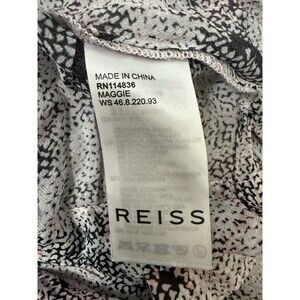 MADE IN CHINA
RN114836
MAGGIE
WS 46.8.220.93
REISS